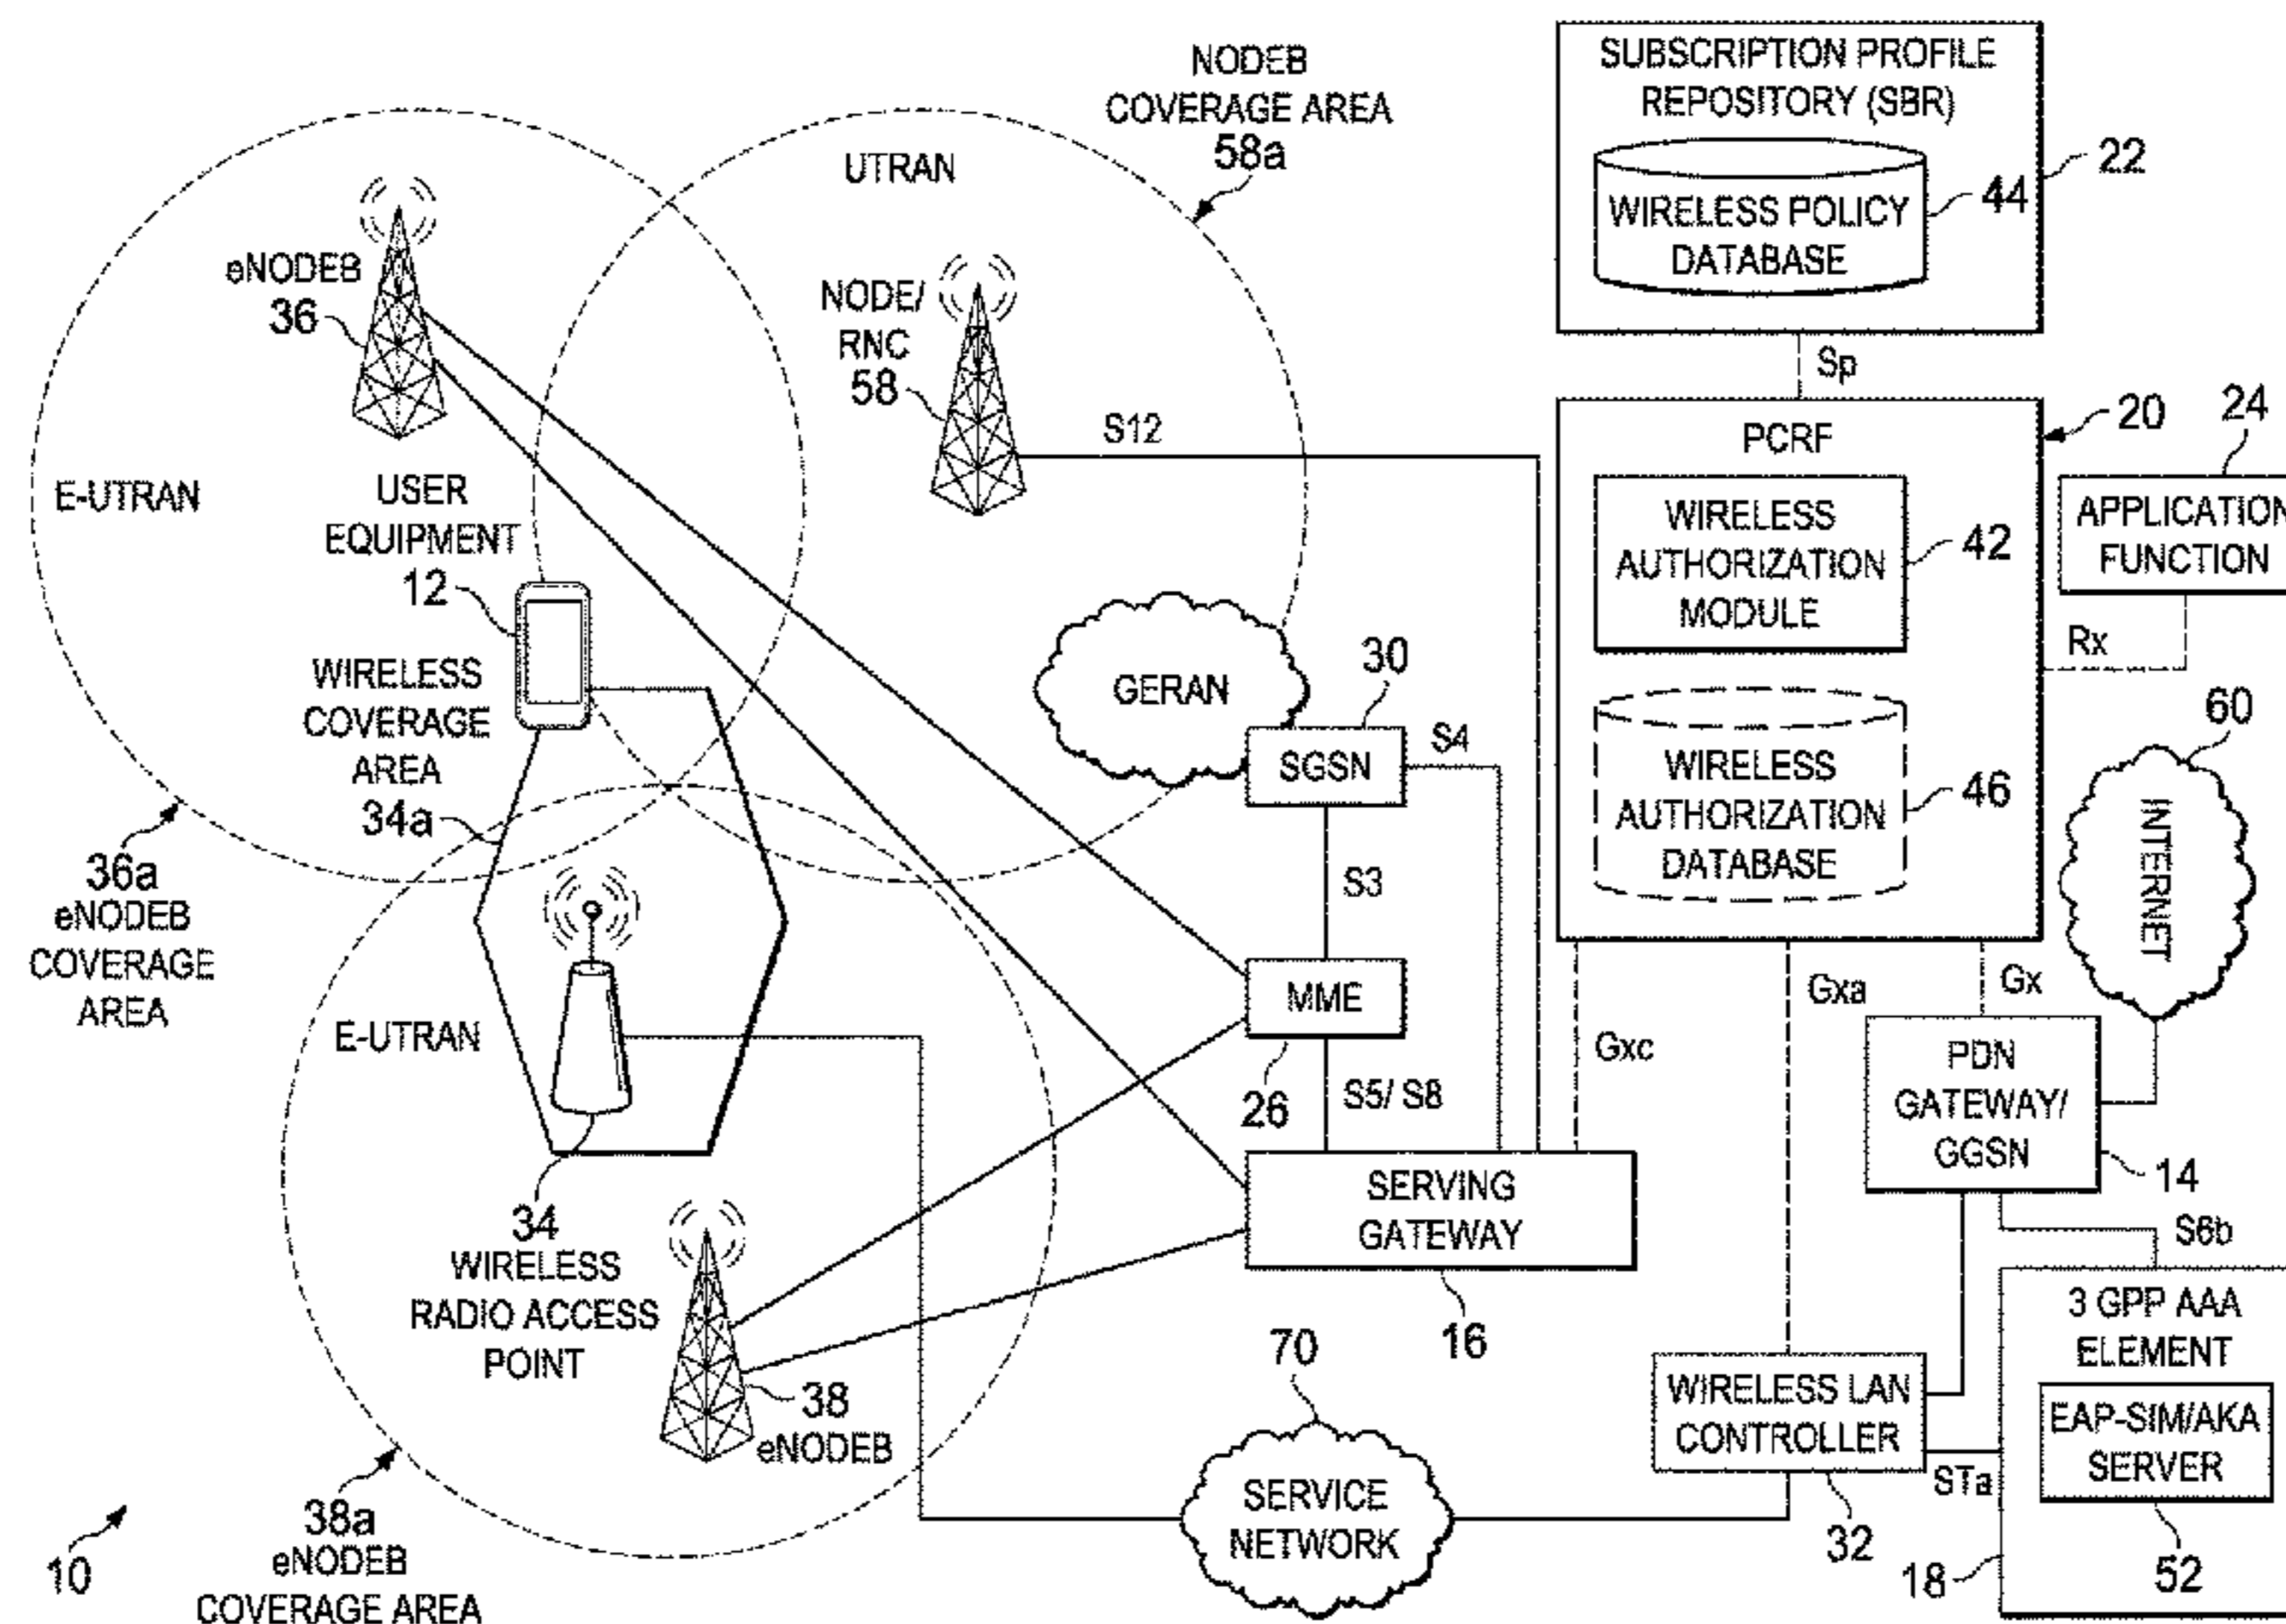 NODEB
COVERAGE AREA
58a
UTRAN
eNODEB
36
NODE/
RNC
58
S12
E-UTRAN
USER
EQUIPMENT
12
WIRELESS
COVERAGE
AREA
34a
36a
eNODEB
COVERAGE
AREA
GERAN
30
SGSN
S4
S3
MME
26
S5/ S8
E-UTRAN
34
WIRELESS
RADIO ACCESS
POINT
38
eNODEB
38a
eNODEB
COVERAGE AREA
10
SERVING
GATEWAY
16
70
SERVICE
NETWORK
SUBSCRIPTION PROFILE
REPOSITORY (SBR)
22
WIRELESS POLICY
DATABASE
44
Sp
PCRF
20
WIRELESS
AUTHORIZATION
MODULE
42
WIRELESS
AUTHORIZATION
DATABASE
46
24
APPLICATION
FUNCTION
Rx
60
INTERNET
Gxc
Gxa
Gx
PDN
GATEWAY/
GGSN
14
S6b
WIRELESS LAN
CONTROLLER
32
STa
3 GPP AAA
ELEMENT
EAP-SIM/AKA
SERVER
52
18